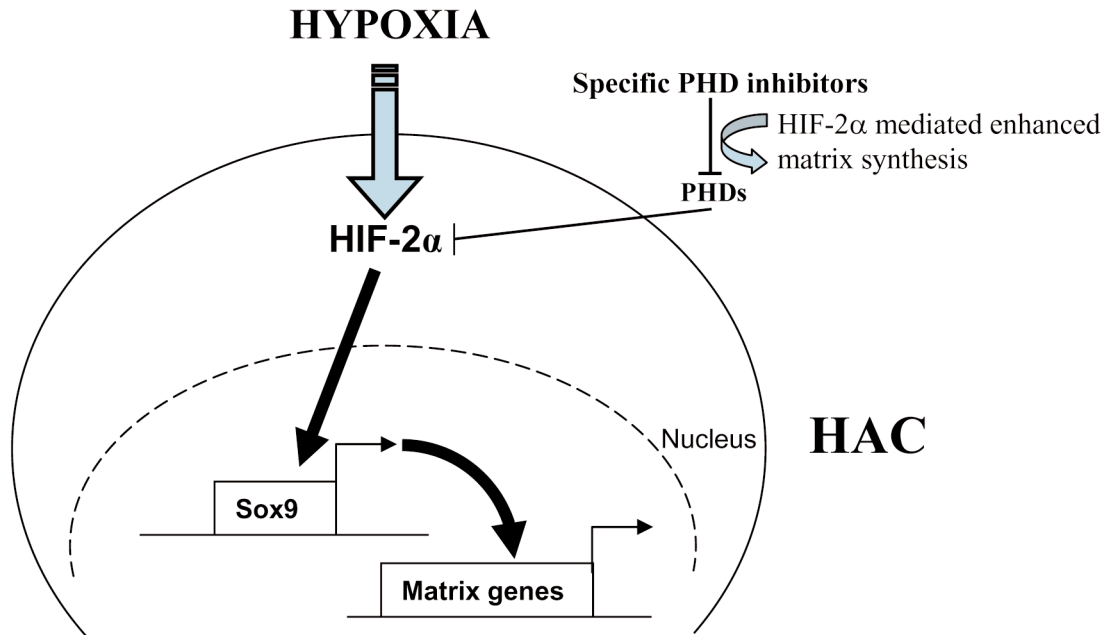 HYPOXIA
Specific PHD inhibitors
HIF-2α mediated enhanced
matrix synthesis
PHDs
HIF-2α
Nucleus
HAC
Sox9
Matrix genes